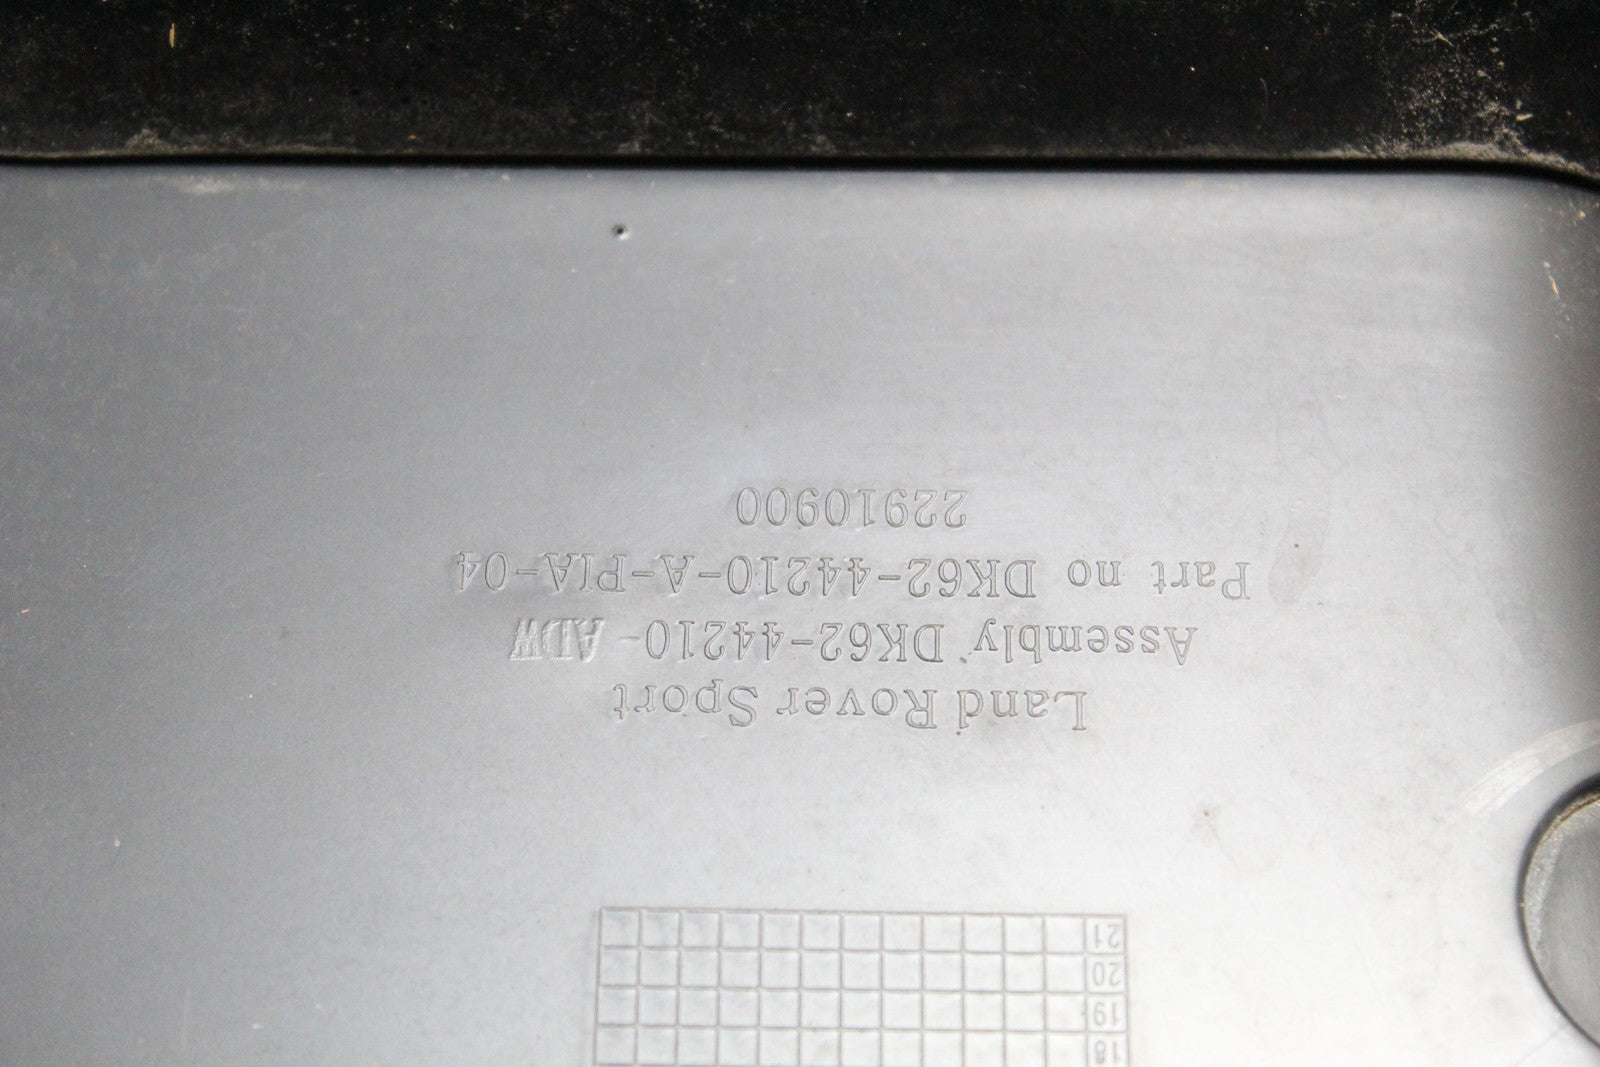 18
19
20
21
Land Rover Sport
Assembly DK62-44210-ADW
Part no DK62-44210-A-PIA-04
22910900